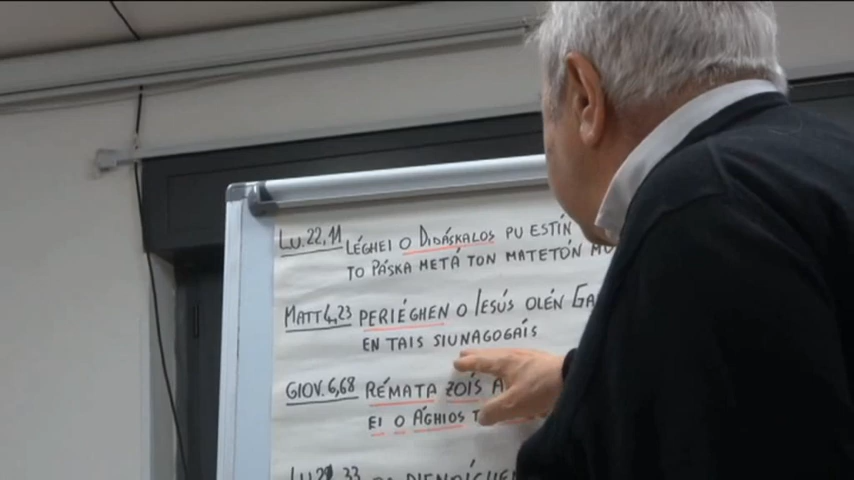 LU. 22, 11 LÉGHEI O DIDÁSKALOS PU ESTÍN
TO PÁSKA METÁ TON MATETÓN
MATT 4,23 PERIÉGHEN O IESÚS OLÉN GA
EN TAIS SIUNAGOGAÍS
GIOV. 6,68 RÉMATA ZOÍS A
EI O ÁGHIOS T